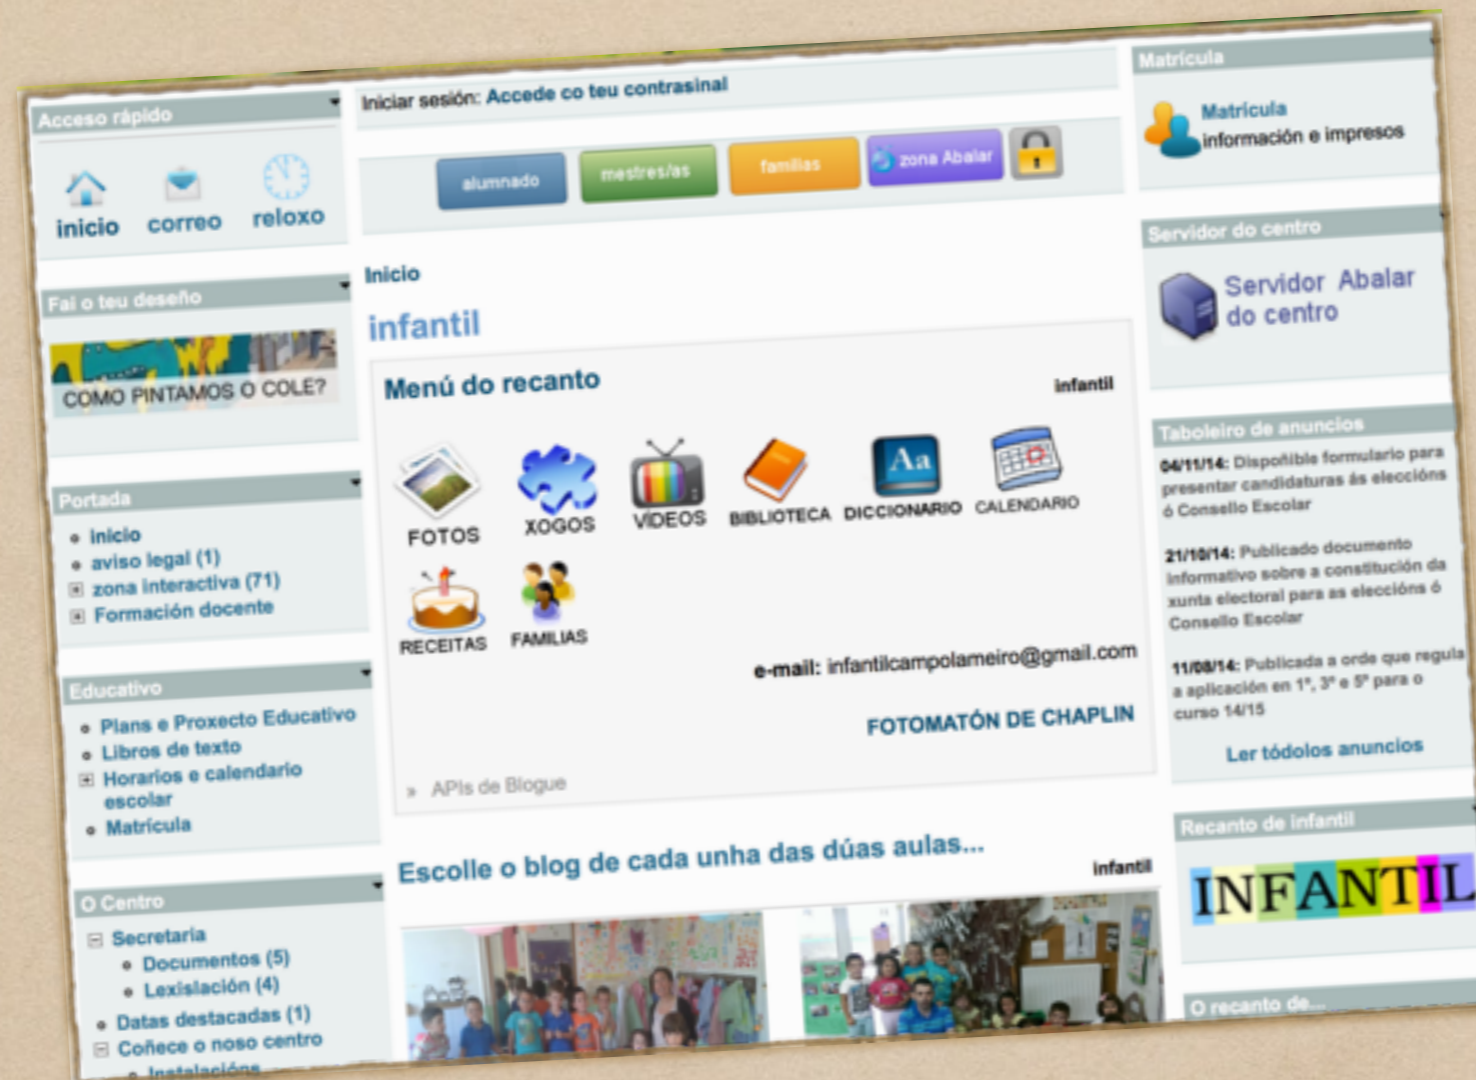 Acceso rápido
inicio
correo
reloxo
Fai o teu deseño
COMO PINTAMOS O COLE?
Portada
inicio
aviso legal (1)
zona interactiva (71)
Formación docente
Educativo
Plans e Proxecto Educativo
Libros de texto
Horarios e calendario
escolar
Matrícula
O Centro
Secretaria
Documentos (5)
Lexislación (4)
Datas destacadas (1)
Coñece o noso centro
Instalacións
Iniciar sesión: Accede co teu contrasinal
alumnado
mestres/as
familias
zona Abalar
Inicio
infantil
Menú do recanto
infantil
FOTOS
XOGOS
VÍDEOS
BIBLIOTECA
Aa
DICCIONARIO
CALENDARIO
RECEITAS
FAMILIAS
e-mail: infantilcampolameiro@gmail.com
FOTOMATÓN DE CHAPLIN
» APIs de Blogue
Escolle o blog de cada unha das dúas aulas...
infantil
Matrícula
Matrícula
información e impresos
Servidor do centro
Servidor Abalar
do centro
Taboleiro de anuncios
04/11/14: Dispoñible formulario para
presentar candidaturas ás eleccións
ó Consello Escolar
21/10/14: Publicado documento
informativo sobre a constitución da
xunta electoral para as eleccións ó
Consello Escolar
11/08/14: Publicada a orde que regula
a aplicación en 1º, 3º e 5º para o
curso 14/15
Ler tódolos anuncios
Recanto de infantil
INFANTIL
O recanto de...